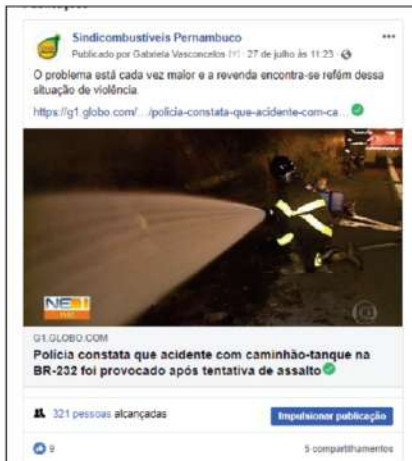 Sindicombustíveis Pernambuco
Publicado por Gabriela Vasconcelos [?] · 27 de julho às 11:23 ·
O problema está cada vez maior e a revenda encontra-se refém dessa
situação de violência.
https://g1.globo.com/.../policia-constata-que-acidente-com-ca...
NE1
G1.GLOBO.COM
Polícia constata que acidente com caminhão-tanque na
BR-232 foi provocado após tentativa de assalto
321 pessoas alcançadas
Impulsionar publicação
9
5 compartilhamentos